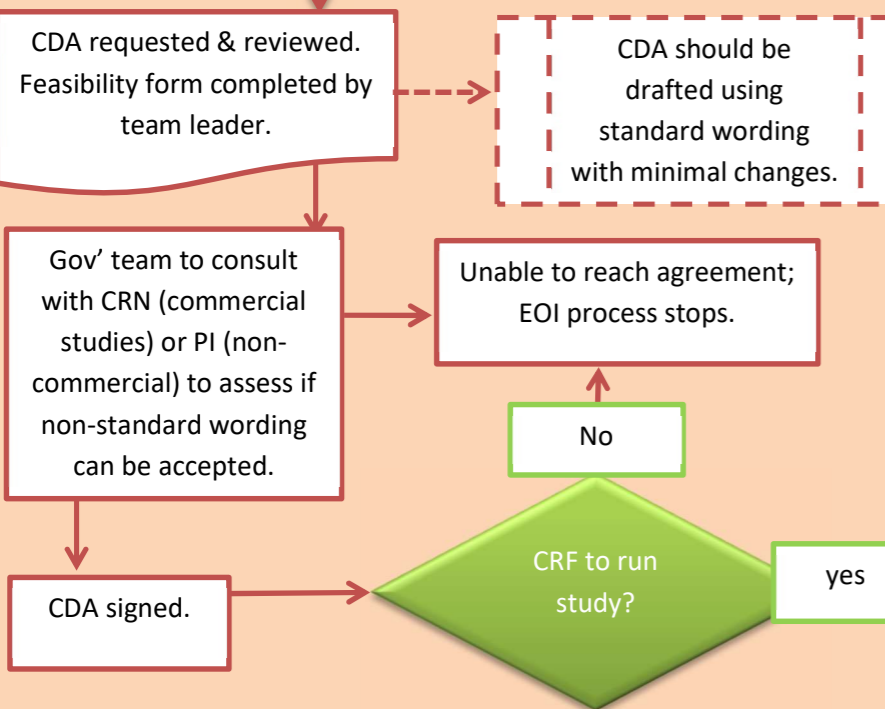 CDA requested & reviewed.
Feasibility form completed by
team leader.
CDA should be
drafted using
standard wording
with minimal changes.
Gov’ team to consult
with CRN (commercial
studies) or PI (non-
commercial) to assess if
non-standard wording
can be accepted.
Unable to reach agreement;
EOI process stops.
No
CRF to run
study?
yes
CDA signed.